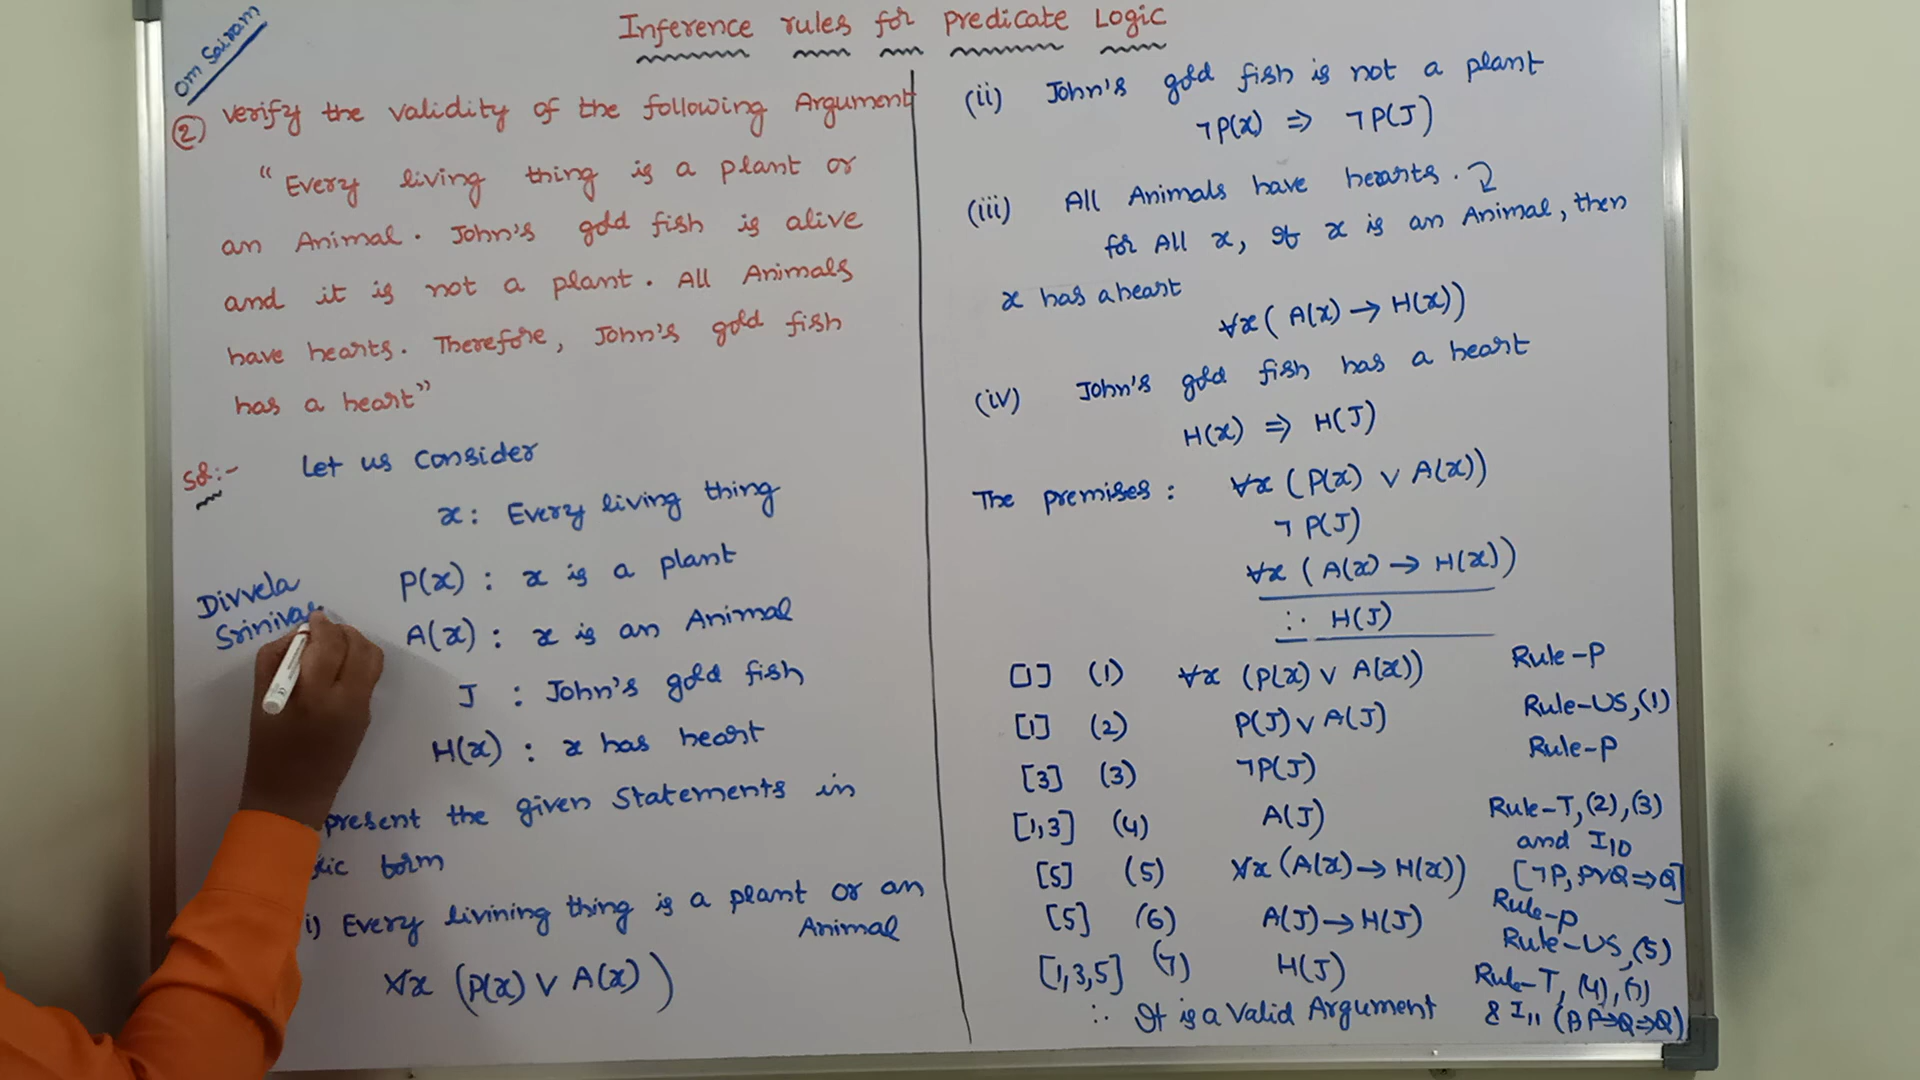 Inference rules for predicate Logic
Om Sairam
② Verify the validity of the following Argument
“Every living thing is a plant or
an Animal. John's gold fish is alive
and it is not a plant. All Animals
have hearts. Therefore, John's gold fish
has a heart”
Sol:- Let us consider
x: Every living thing
P(x) : x is a plant
Divvela
A(x) : x is an Animal
J : John's gold fish
H(x) : x has heart
present the given statements in
form
i) Every livining thing is a plant or an
Animal
∀x (P(x) ∨ A(x))
(ii) John's gold fish is not a plant
¬P(x) ⇒ ¬P(J)
(iii) All Animals have hearts.
for All x, If x is an Animal, then
x has a heart
∀x (A(x) → H(x))
(iv) John's gold fish has a heart
H(x) ⇒ H(J)
The premises : ∀x (P(x) ∨ A(x))
¬P(J)
∀x (A(x) → H(x))
∴ H(J)
[1] (1) ∀x (P(x) ∨ A(x)) Rule-P
[1] (2) P(J) ∨ A(J) Rule-US,(1)
[3] (3) ¬P(J) Rule-P
[1,3] (4) A(J) Rule-T,(2),(3)
and I10
[¬P, P∨Q⇒Q]
[5] (5) ∀x (A(x) → H(x)) Rule-P
[5] (6) A(J) → H(J) Rule-US,(5)
[1,3,5] (7) H(J) Rule-T, (4),
& I11 (P, P→Q⇒Q)
∴ It is a Valid Argument